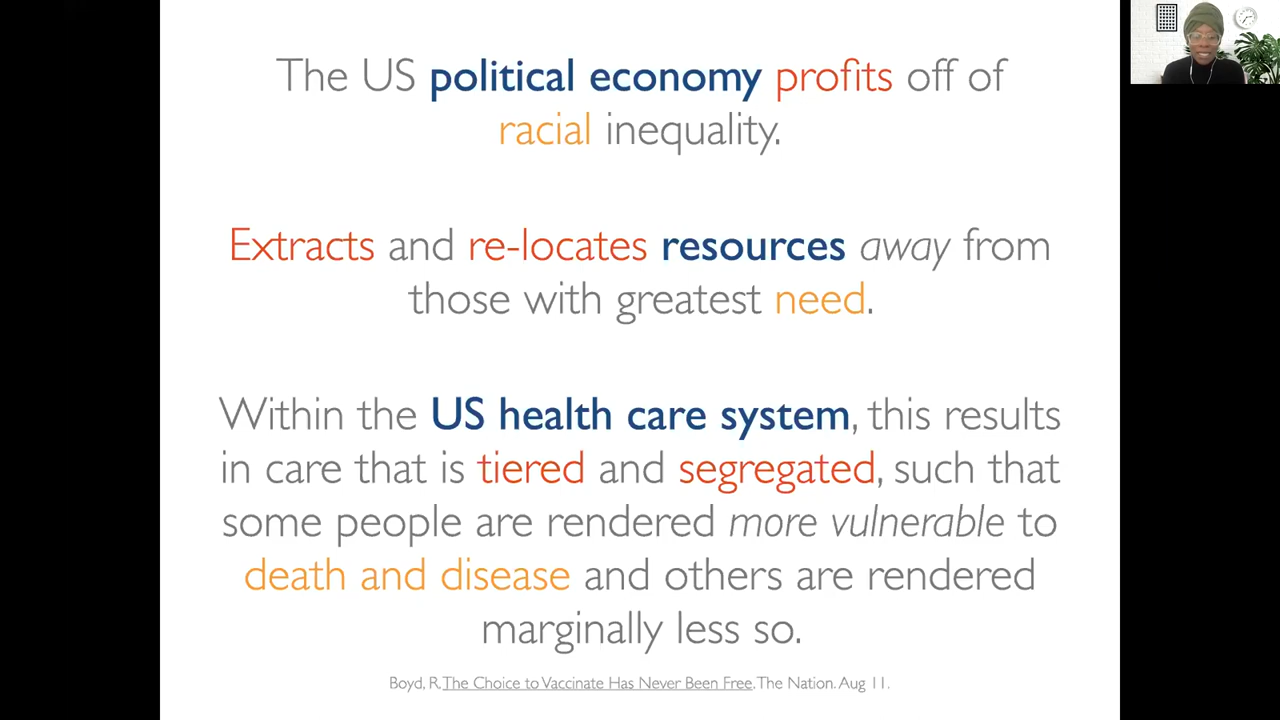 The US political economy profits off of
racial inequality.
Extracts and re-locates resources away from
those with greatest need.
Within the US health care system, this results
in care that is tiered and segregated, such that
some people are rendered more vulnerable to
death and disease and others are rendered
marginally less so.
Boyd, R. The Choice to Vaccinate Has Never Been Free. The Nation. Aug 11.